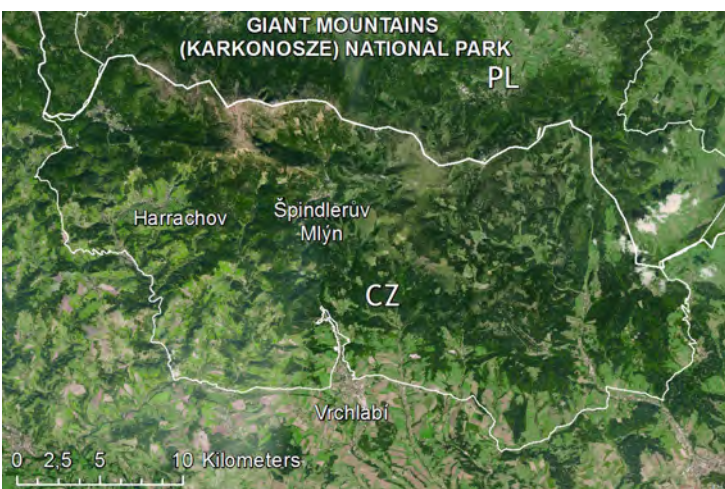 GIANT MOUNTAINS
(KARKONOSZE) NATIONAL PARK
PL
Harrachov
Špindlerův
Mlýn
CZ
Vrchlabí
0 2,5 5 10 Kilometers